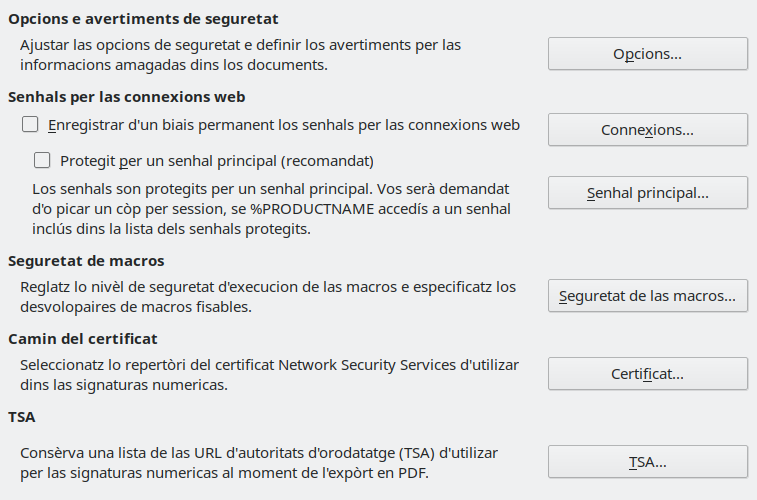 Opcions e avertiments de seguretat
Ajustar las opcions de seguretat e definir los avertiments per las
informacions amagadas dins los documents.
Opcions...
Senhals per las connexions web
Enregistrar d'un biais permanent los senhals per las connexions web
Connexions...
Protegit per un senhal principal (recomandat)
Los senhals son protegits per un senhal principal. Vos serà demandat
d'o picar un còp per session, se %PRODUCTNAME accedís a un senhal
inclús dins la lista dels senhals protegits.
Senhal principal...
Seguretat de macros
Reglatz lo nivèl de seguretat d'execucion de las macros e especificatz los
desvolopaires de macros fisables.
Seguretat de las macros...
Camin del certificat
Seleccionatz lo repertòri del certificat Network Security Services d'utilizar
dins las signaturas numericas.
Certificat...
TSA
Consèrva una lista de las URL d'autoritats d'orodatatge (TSA) d'utilizar
per las signaturas numericas al moment de l'expòrt en PDF.
TSA...